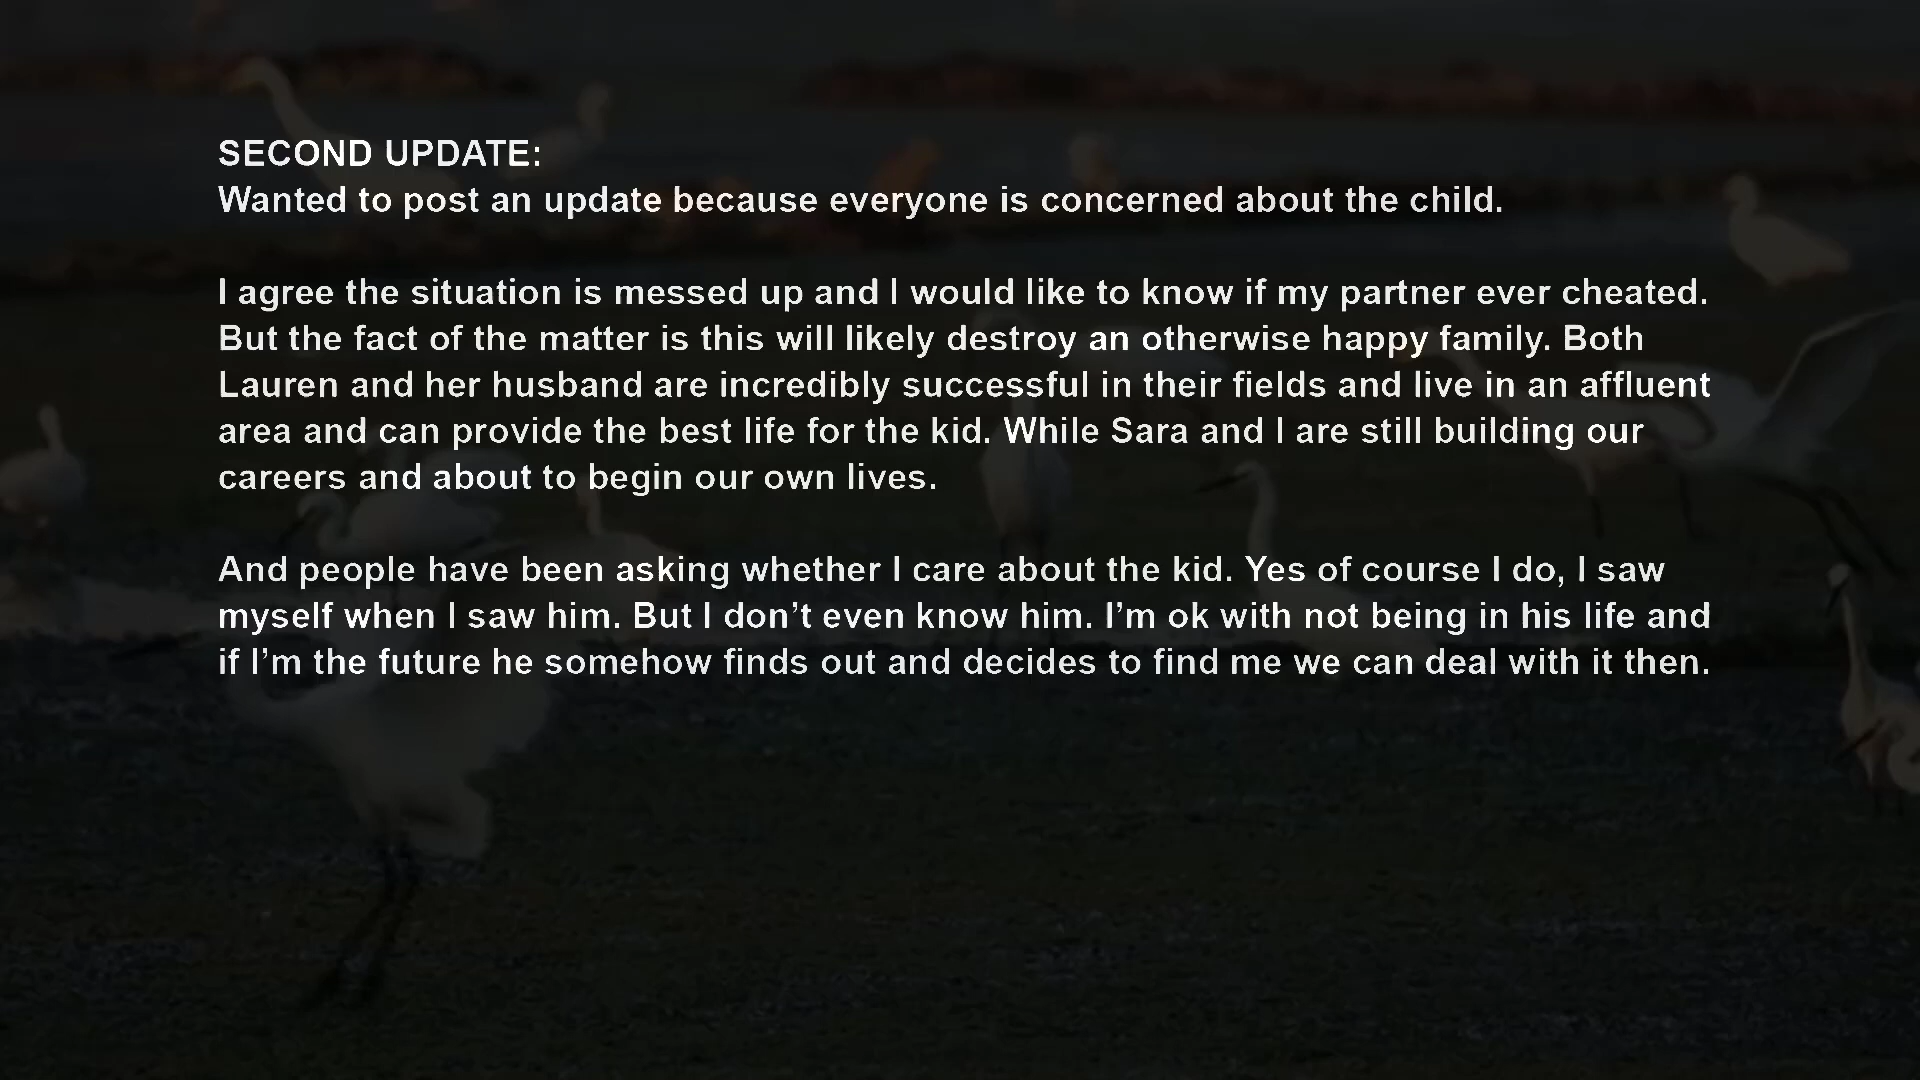 SECOND UPDATE:
Wanted to post an update because everyone is concerned about the child.
I agree the situation is messed up and I would like to know if my partner ever cheated.
But the fact of the matter is this will likely destroy an otherwise happy family. Both
Lauren and her husband are incredibly successful in their fields and live in an affluent
area and can provide the best life for the kid. While Sara and I are still building our
careers and about to begin our own lives.
And people have been asking whether I care about the kid. Yes of course I do, I saw
myself when I saw him. But I don’t even know him. I’m ok with not being in his life and
if I’m the future he somehow finds out and decides to find me we can deal with it then.